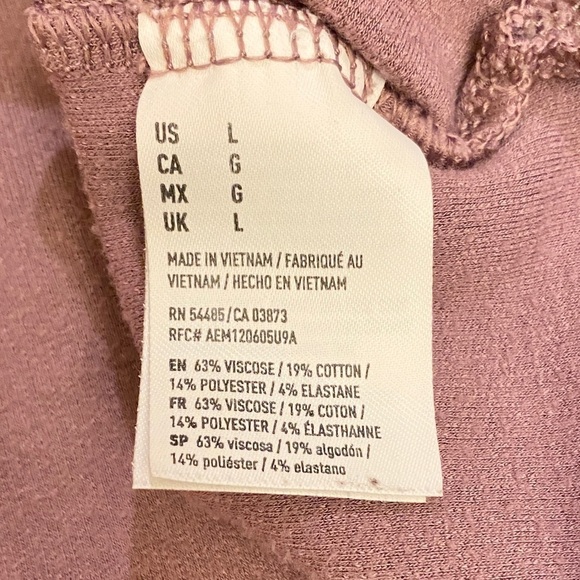 US L
CA G
MX G
UK L
MADE IN VIETNAM / FABRIQUÉ AU
VIETNAM / HECHO EN VIETNAM
RN 54485 / CA 03873
RFC# AEM120605U9A
EN 63% VISCOSE / 19% COTTON /
14% POLYESTER / 4% ELASTANE
FR 63% VISCOSE / 19% COTON /
14% POLYESTER / 4% ÉLASTHANNE
SP 63% viscosa / 19% algodón /
14% poliéster / 4% elastano